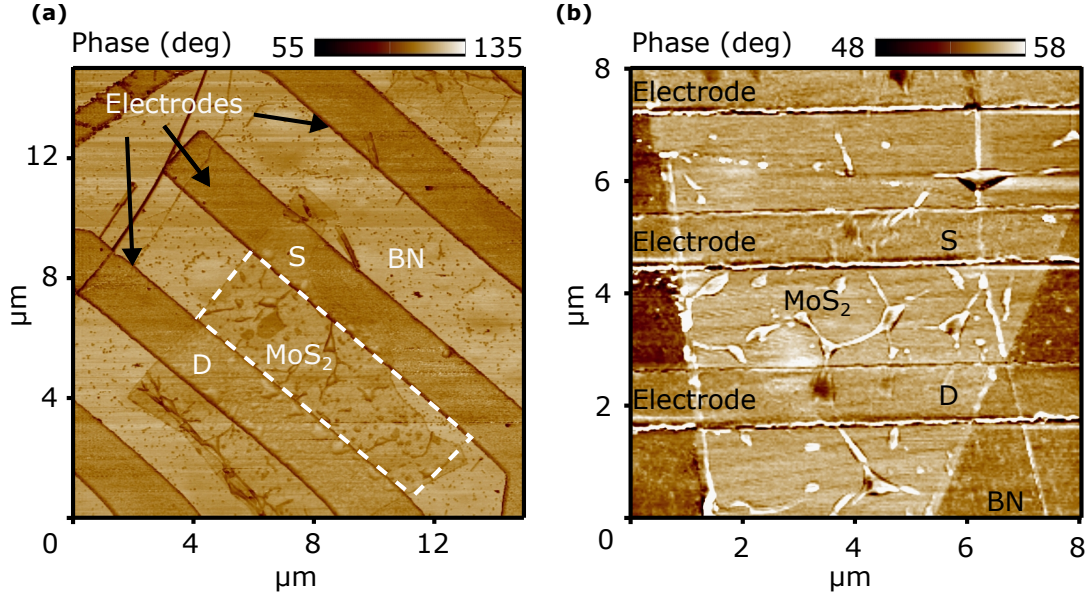 (a)
Phase (deg) 55 135
Electrodes
S
BN
MoS₂
D
12
8
4
0
μm
4 8 12
μm
(b)
Phase (deg) 48 58
Electrode
Electrode
S
MoS₂
Electrode
D
BN
8
6
4
2
0
μm
2 4 6 8
μm